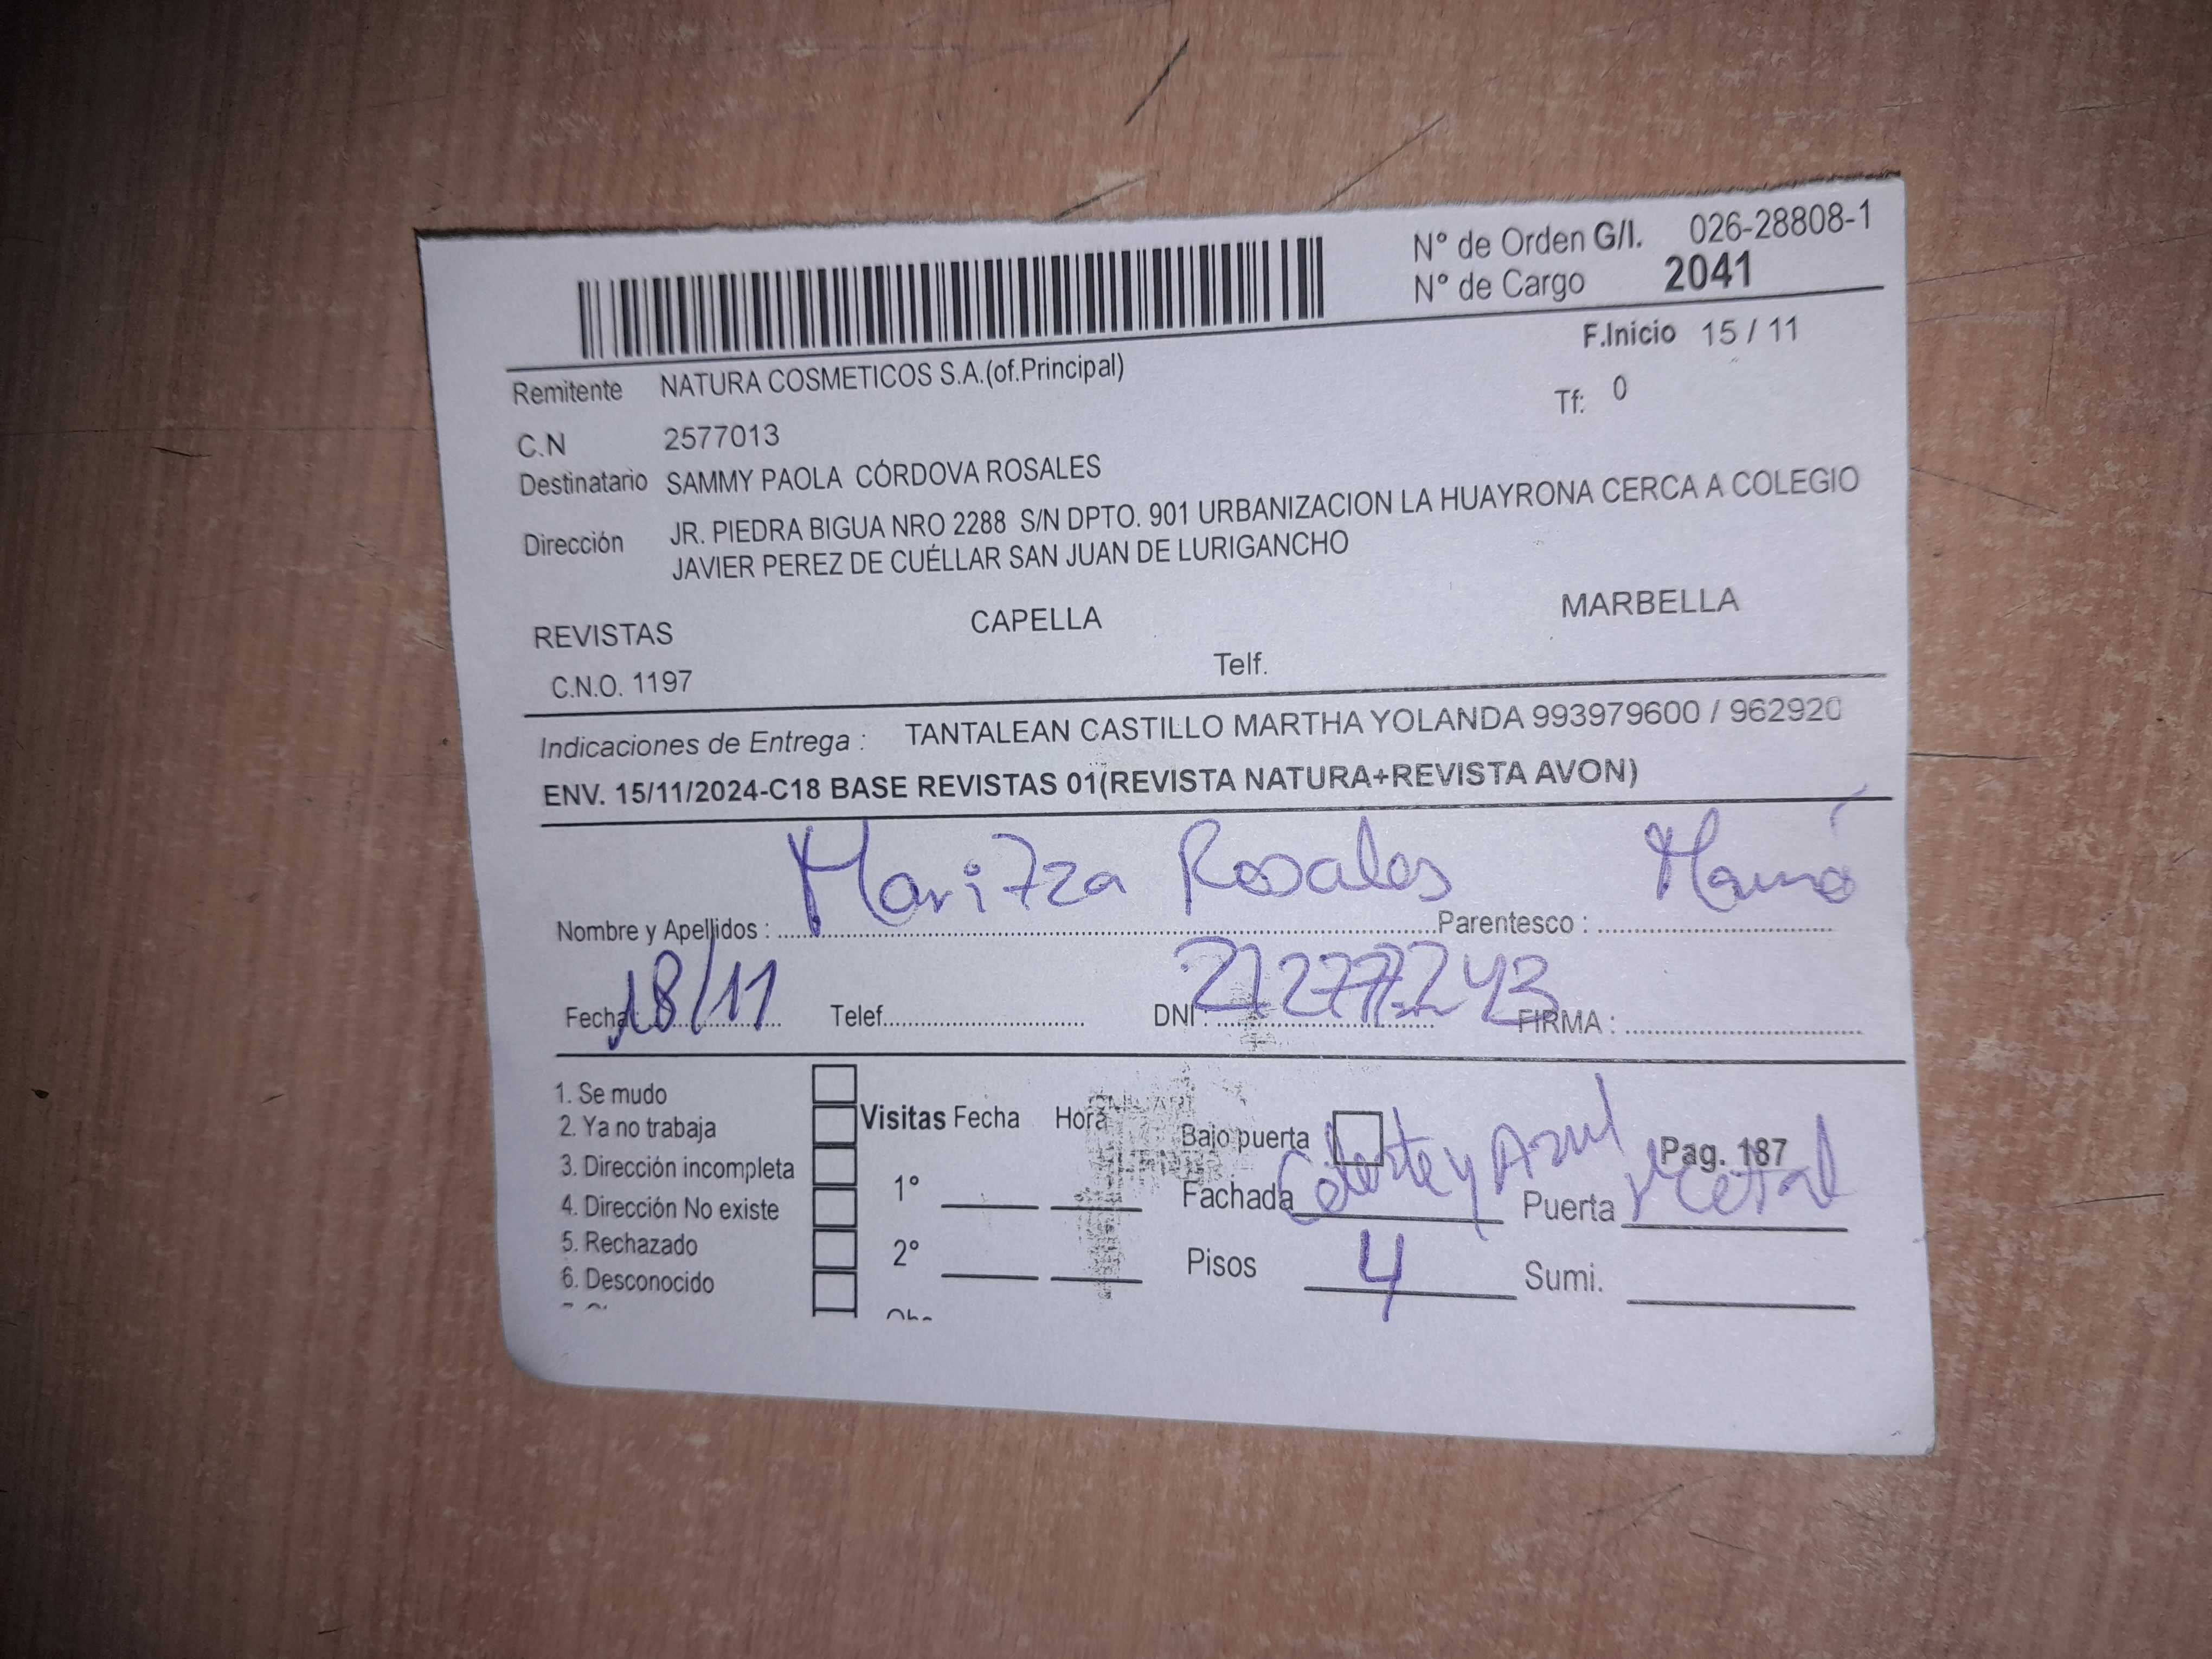 N° de Orden G/I. 026-28808-1
N° de Cargo 2041
F.Inicio 15 / 11
Remitente NATURA COSMETICOS S.A.(of.Principal)
Tf: 0
C.N 2577013
Destinatario SAMMY PAOLA CÓRDOVA ROSALES
Dirección JR. PIEDRA BIGUA NRO 2288 S/N DPTO. 901 URBANIZACION LA HUAYRONA CERCA A COLEGIO
JAVIER PEREZ DE CUÉLLAR SAN JUAN DE LURIGANCHO
REVISTAS CAPELLA MARBELLA
C.N.O. 1197 Telf.
Indicaciones de Entrega : TANTALEAN CASTILLO MARTHA YOLANDA 993979600 / 962920
ENV. 15/11/2024-C18 BASE REVISTAS 01(REVISTA NATURA+REVISTA AVON)
Nombre y Apellidos : Maritza Rosales Parentesco : Mamá
Fecha: 18/11 Telef. DNI : FIRMA :
1. Se mudo
2. Ya no trabaja Visitas Fecha Hora Bajo puerta Pag. 187
3. Dirección incompleta
4. Dirección No existe 1° Fachada Celeste y Azul Puerta Metal
5. Rechazado
6. Desconocido 2° Pisos 4 Sumi.